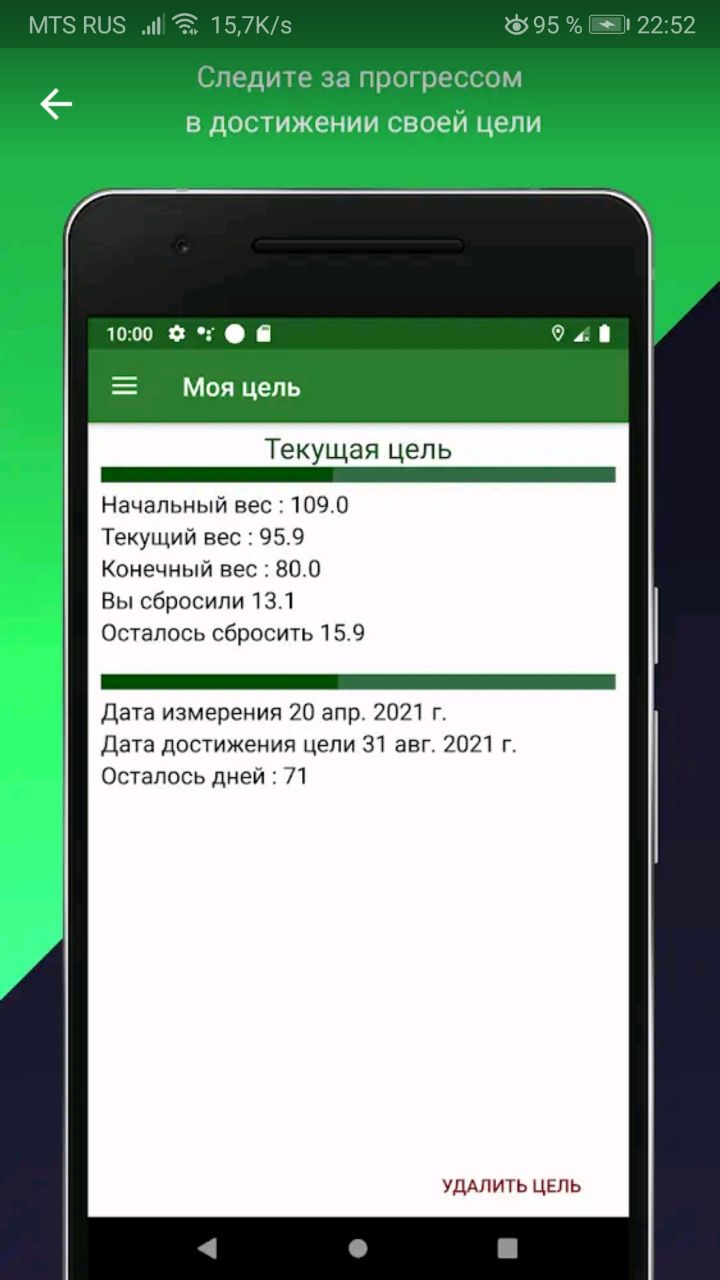 MTS RUS 15,7K/s 95 % 22:52
Следите за прогрессом
в достижении своей цели
10:00
Моя цель
Текущая цель
Начальный вес : 109.0
Текущий вес : 95.9
Конечный вес : 80.0
Вы сбросили 13.1
Осталось сбросить 15.9
Дата измерения 20 апр. 2021 г.
Дата достижения цели 31 авг. 2021 г.
Осталось дней : 71
УДАЛИТЬ ЦЕЛЬ